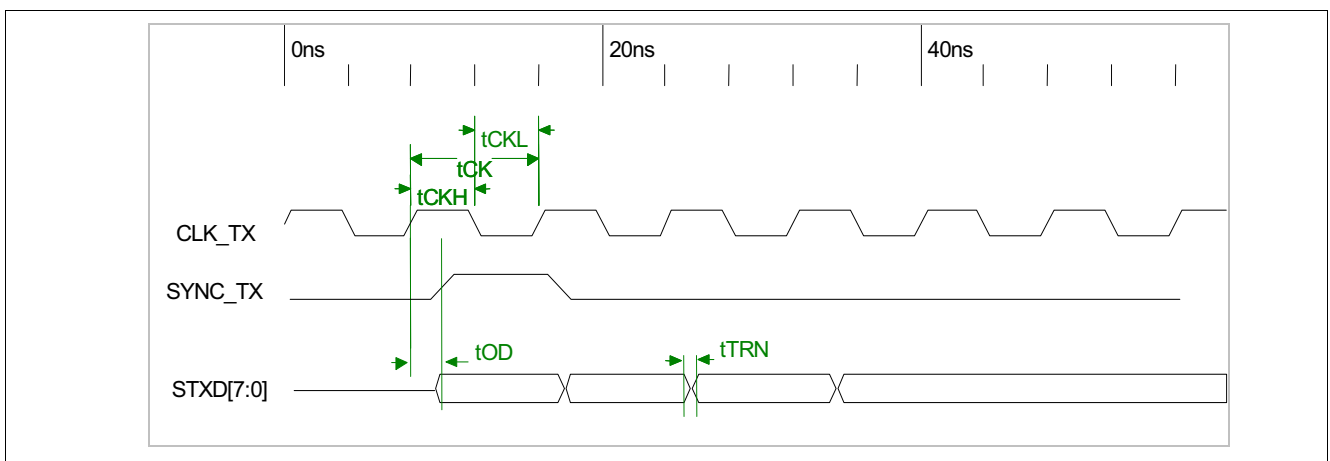 0ns 20ns 40ns
tCKL
tCK
tCKH
CLK_TX
SYNC_TX
tOD tTRN
STXD[7:0]